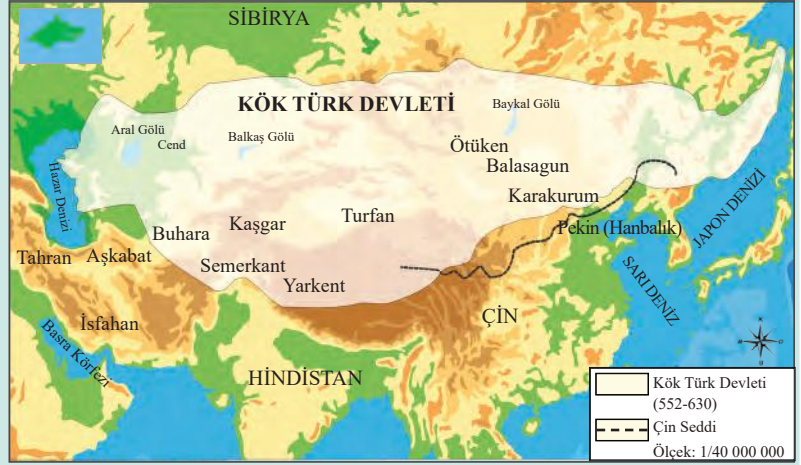 SİBİRYA
KÖK TÜRK DEVLETİ
Baykal Gölü
Aral Gölü
Cend
Balkaş Gölü
Ötüken
Balasagun
Hazar Denizi
Karakurum
Turfan
Kaşgar
Buhara
Pekin (Hanbalık)
JAPON DENİZİ
Tahran
Aşkabat
Semerkant
Yarkent
SARI DENİZ
İsfahan
ÇİN
Basra Körfezi
HİNDİSTAN
Kök Türk Devleti
(552-630)
Çin Seddi
Ölçek: 1/40 000 000